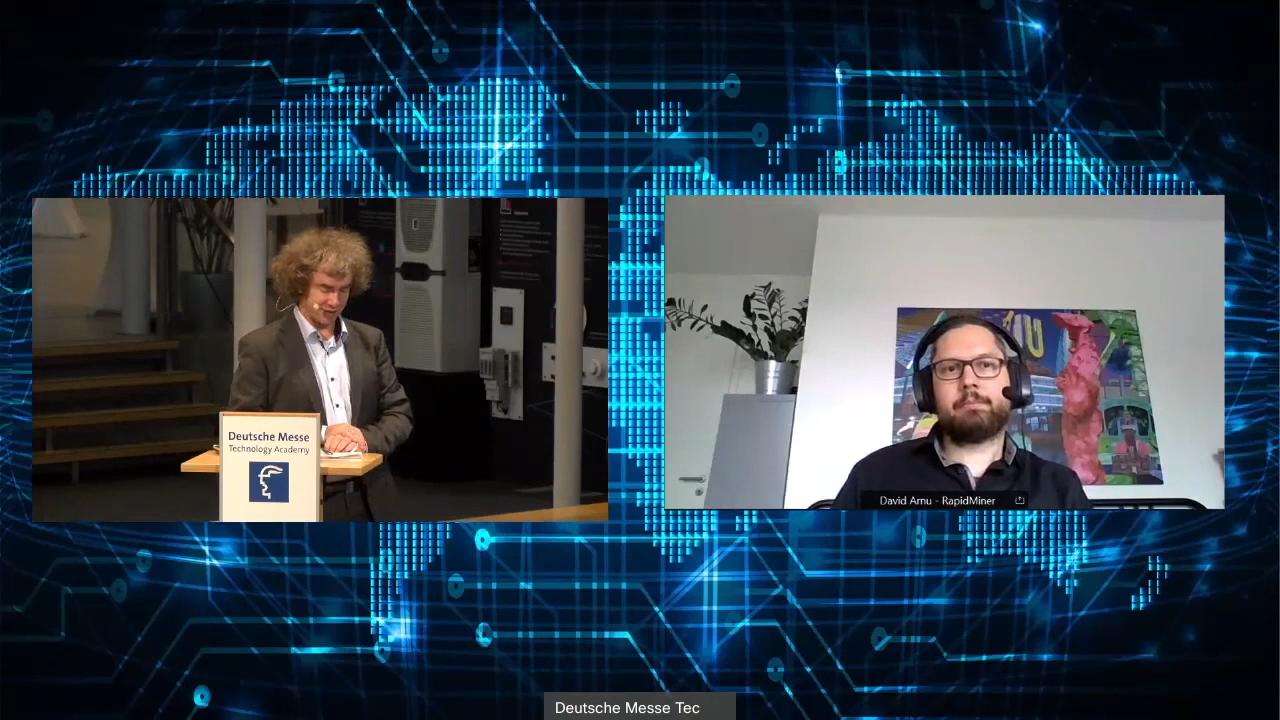 Deutsche Messe
Technology Academy
David Arnu - RapidMiner
Deutsche Messe Tec